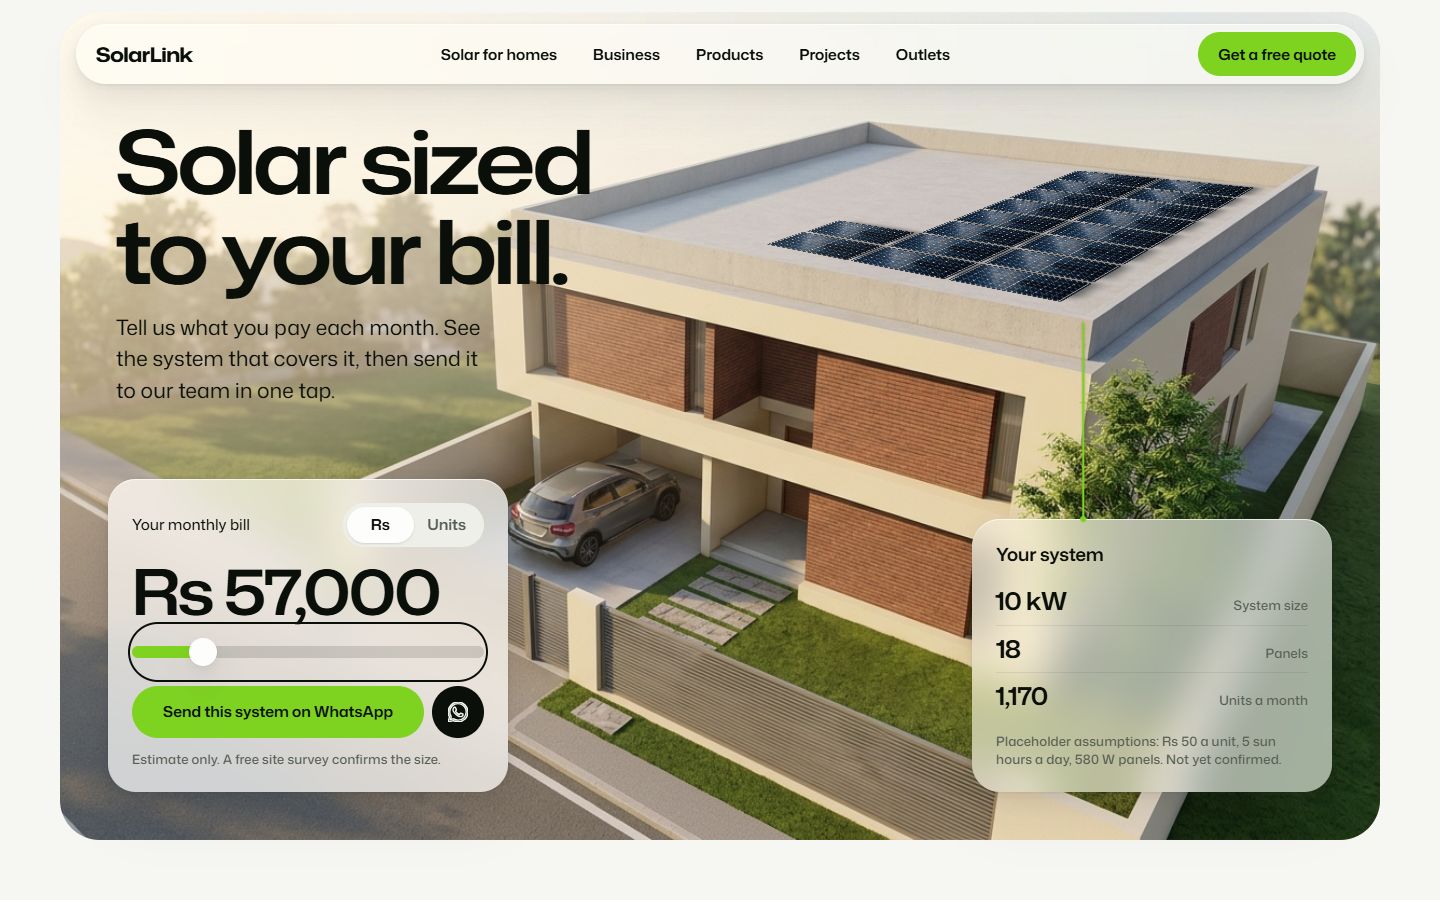 SolarLink
Solar for homes
Business
Products
Projects
Outlets
Get a free quote
Solar sized
to your bill.
Tell us what you pay each month. See
the system that covers it, then send it
to our team in one tap.
Your monthly bill
Rs
Units
Rs 57,000
Send this system on WhatsApp
Estimate only. A free site survey confirms the size.
Your system
10 kW
System size
18
Panels
1,170
Units a month
Placeholder assumptions: Rs 50 a unit, 5 sun
hours a day, 580 W panels. Not yet confirmed.